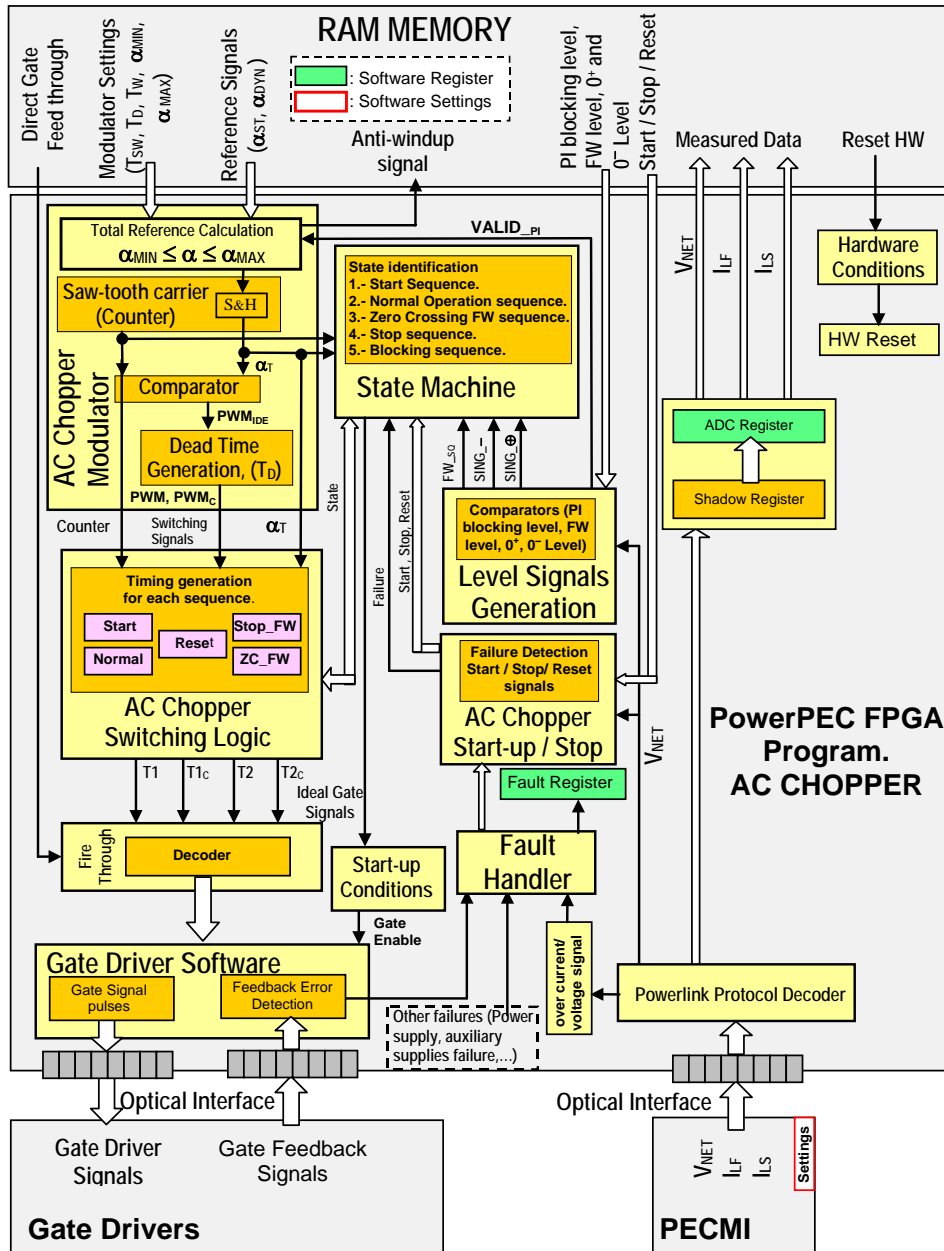 RAM MEMORY
: Software Register
: Software Settings
Direct Gate
Feed through
Modulator Settings
(TSW, TD, TW, αMIN,
α MAX)
Reference Signals
(αST, αDYN)
Anti-windup
signal
PI blocking level,
FW level, 0+ and
0– Level
Start / Stop / Reset
Measured Data
Reset HW
Total Reference Calculation
αMIN ≤ α ≤ αMAX
VALID_PI
VNET
ILF
ILS
Hardware
Conditions
HW Reset
Saw-tooth carrier
(Counter)
S&H
State identification
1.- Start Sequence.
2.- Normal Operation sequence.
3.- Zero Crossing FW sequence.
4.- Stop sequence.
5.- Blocking sequence.
State Machine
αT
Comparator
PWMIDE
Dead Time
Generation, (TD)
PWM, PWMC
AC Chopper
Modulator
ADC Register
Shadow Register
FW_SQ
SING_–
SING_⊕
State
Counter
Switching
Signals
αT
Failure
Start , Stop, Reset
Comparators (PI
blocking level, FW
level, 0+, 0– Level)
Level Signals
Generation
Timing generation
for each sequence.
Start
Stop_FW
Reset
Normal
ZC_FW
AC Chopper
Switching Logic
Failure Detection
Start / Stop/ Reset
signals
AC Chopper
Start-up / Stop
VNET
PowerPEC FPGA
Program.
AC CHOPPER
T1
T1C
T2
T2C
Ideal Gate
Signals
Fault Register
Fire
Through
Decoder
Start-up
Conditions
Fault
Handler
Gate
Enable
Gate Driver Software
Gate Signal
pulses
Feedback Error
Detection
over current/
voltage signal
Powerlink Protocol Decoder
Other failures (Power
supply, auxiliary
supplies failure,...)
Optical Interface
Optical Interface
Gate Driver
Signals
Gate Feedback
Signals
VNET
ILF
ILS
Settings
Gate Drivers
PECMI